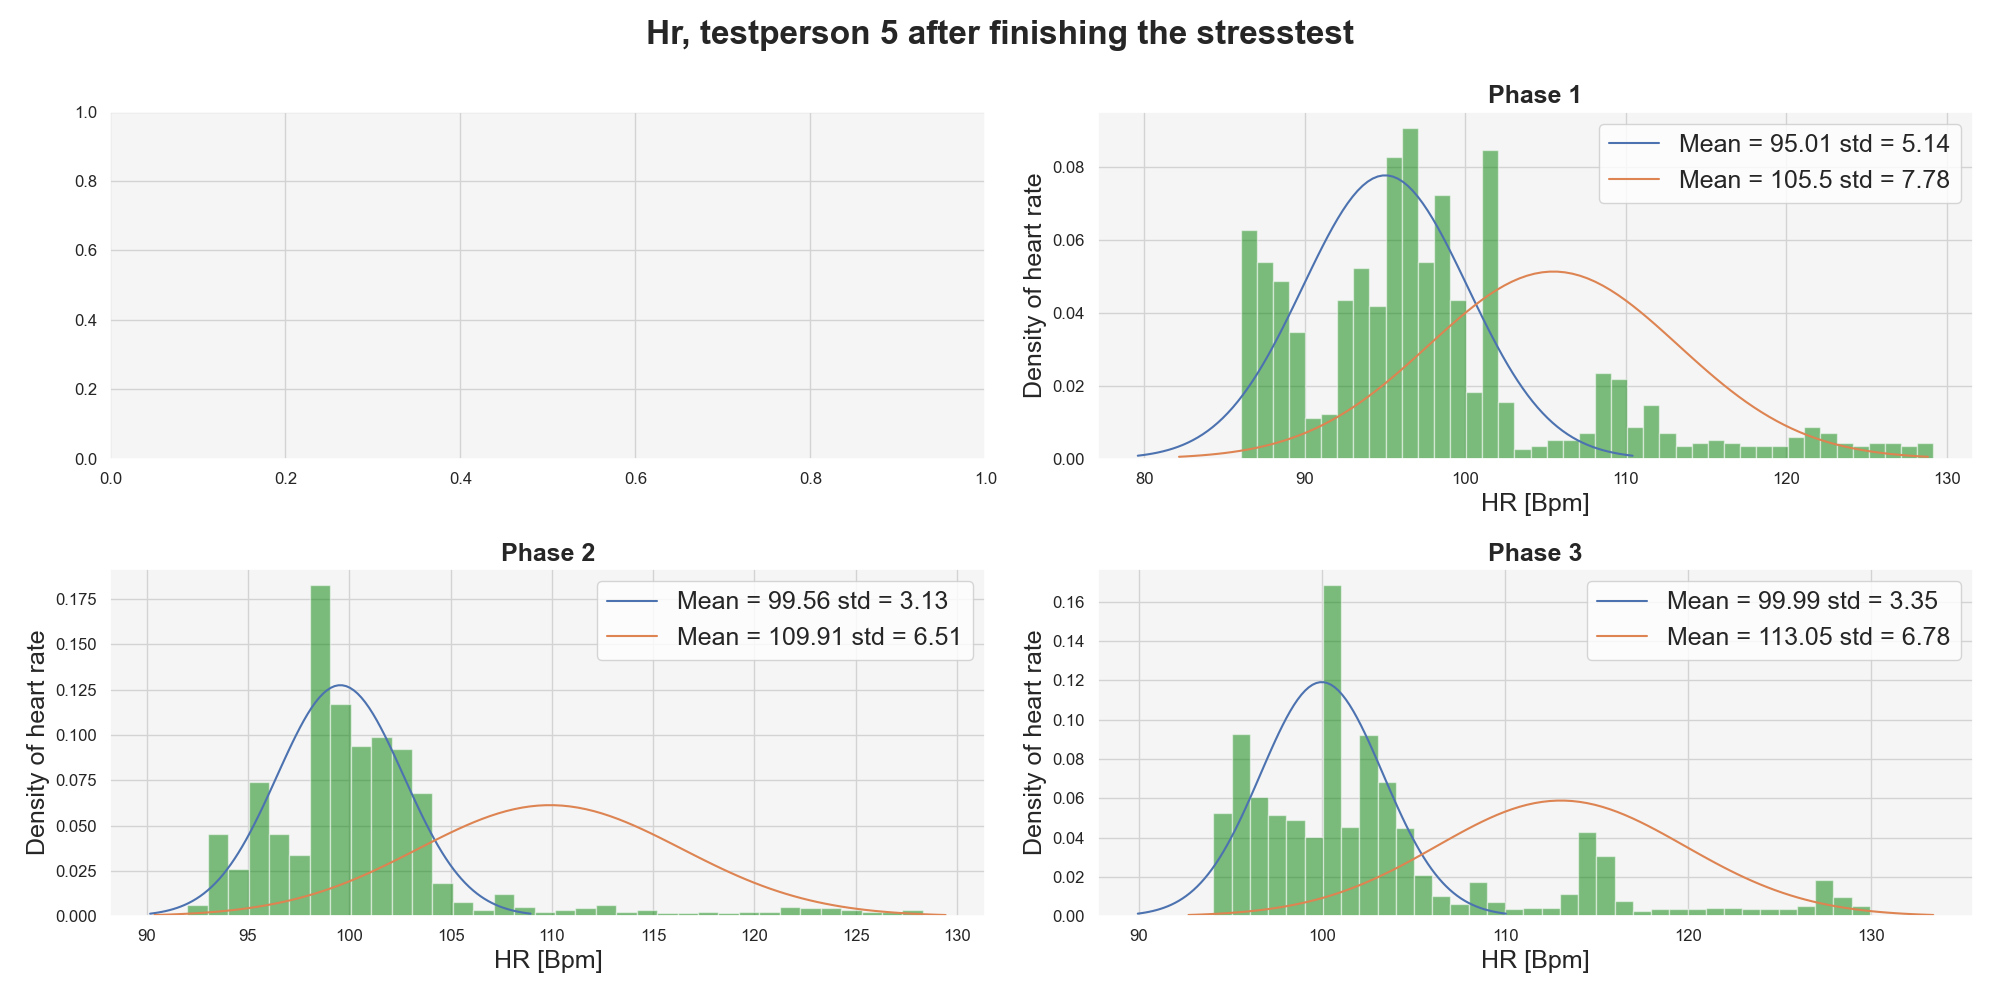 Hr, testperson 5 after finishing the stresstest
1.0
0.8
0.6
0.4
0.2
0.0
0.0 0.2 0.4 0.6 0.8 1.0
Phase 1
Mean = 95.01 std = 5.14
Mean = 105.5 std = 7.78
Density of heart rate
0.08
0.06
0.04
0.02
0.00
80 90 100 110 120 130
HR [Bpm]
Phase 2
Mean = 99.56 std = 3.13
Mean = 109.91 std = 6.51
Density of heart rate
0.175
0.150
0.125
0.100
0.075
0.050
0.025
0.000
90 95 100 105 110 115 120 125 130
HR [Bpm]
Phase 3
Mean = 99.99 std = 3.35
Mean = 113.05 std = 6.78
Density of heart rate
0.16
0.14
0.12
0.10
0.08
0.06
0.04
0.02
0.00
90 100 110 120 130
HR [Bpm]